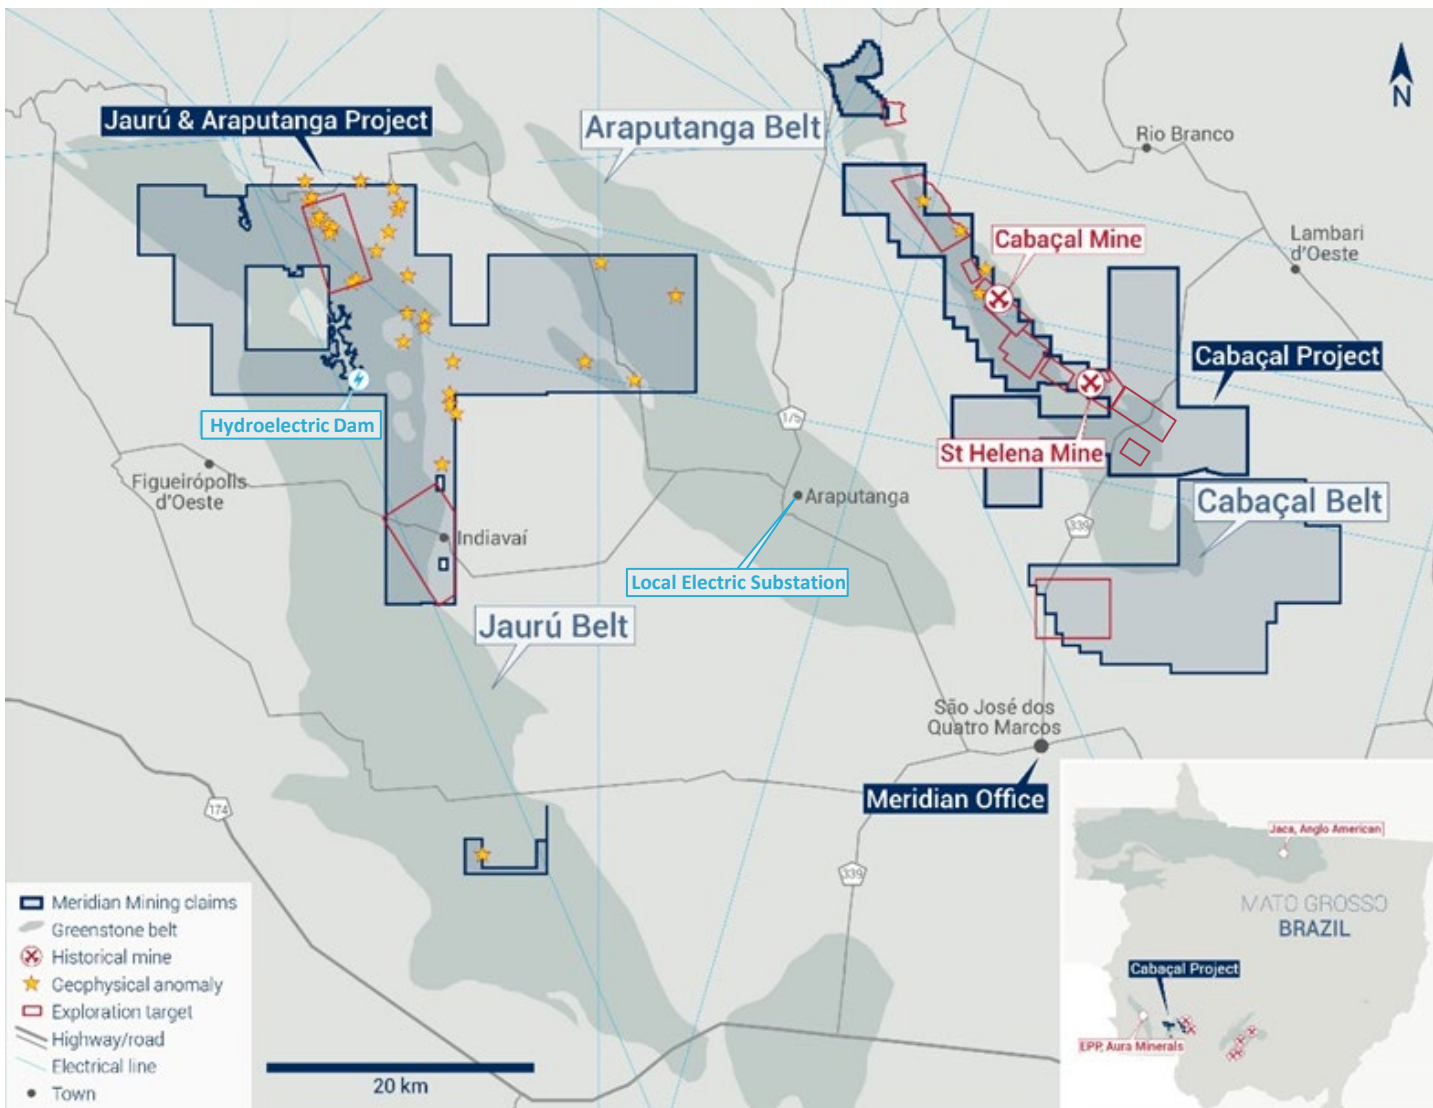 N
Jaurú & Araputanga Project
Araputanga Belt
Rio Branco
Lambari
d'Oeste
Cabaçal Mine
Cabaçal Project
Hydroelectric Dam
175
St Helena Mine
Figueirópolis
d'Oeste
Araputanga
Cabaçal Belt
339
Indiavaí
Local Electric Substation
Jaurú Belt
São José dos
Quatro Marcos
Meridian Office
174
339
Meridian Mining claims
Greenstone belt
Historical mine
Geophysical anomaly
Exploration target
Highway/road
Electrical line
Town
20 km
Jaca, Anglo American
MATO GROSSO
BRAZIL
Cabaçal Project
EPP, Aura Minerals